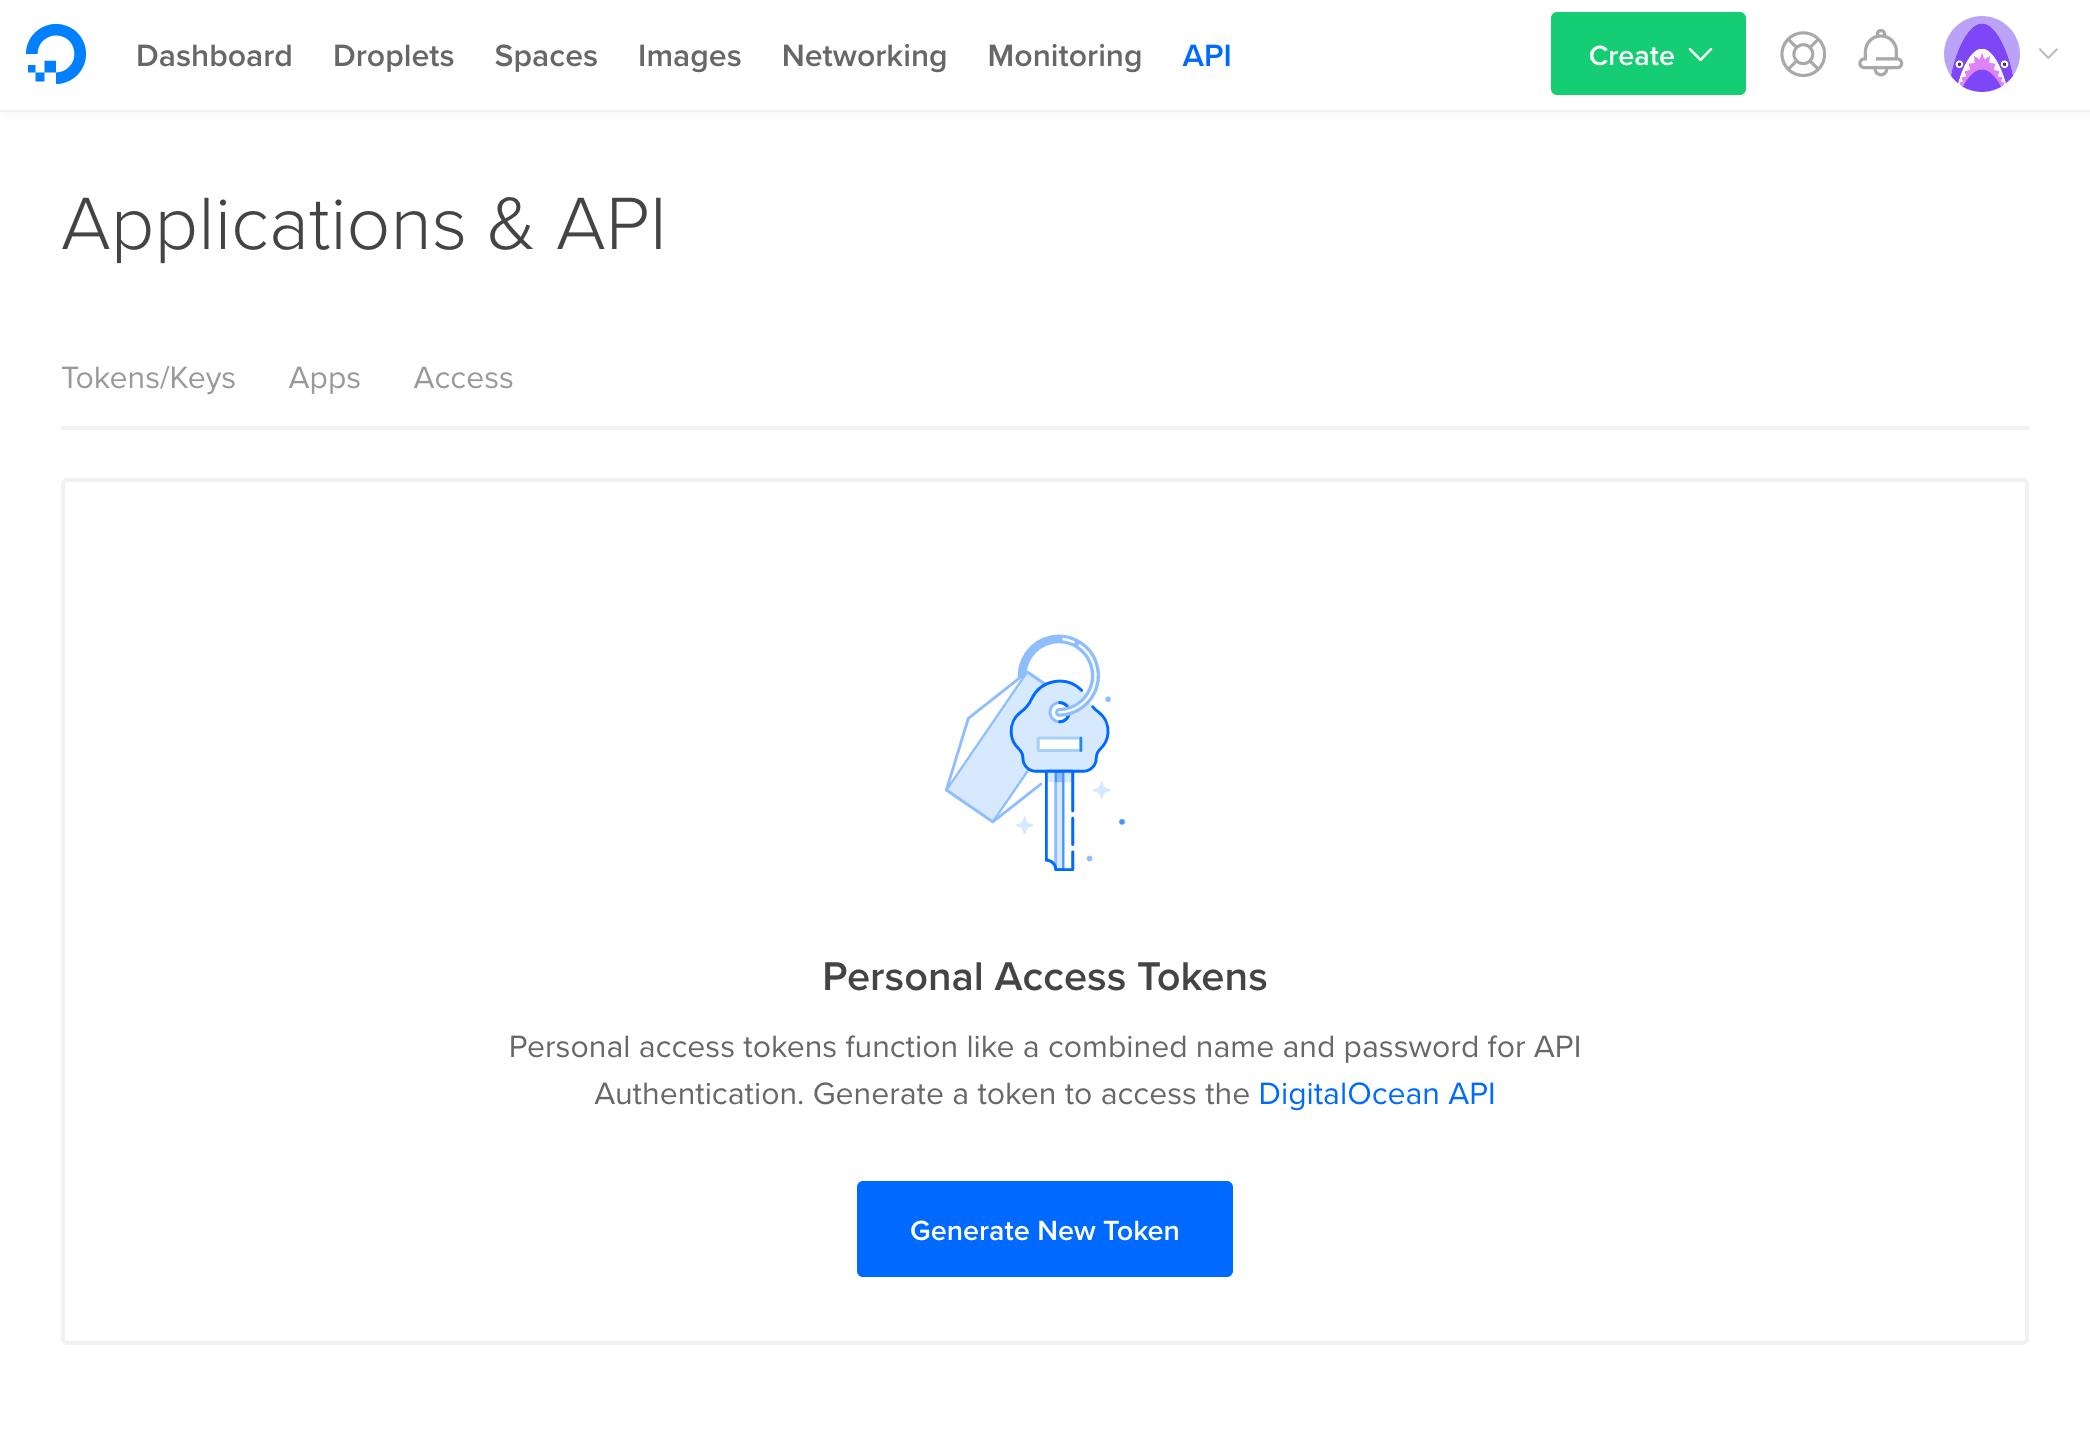 Dashboard Droplets Spaces Images Networking Monitoring API Create
Applications & API
Tokens/Keys Apps Access
Personal Access Tokens
Personal access tokens function like a combined name and password for API
Authentication. Generate a token to access the DigitalOcean API
Generate New Token